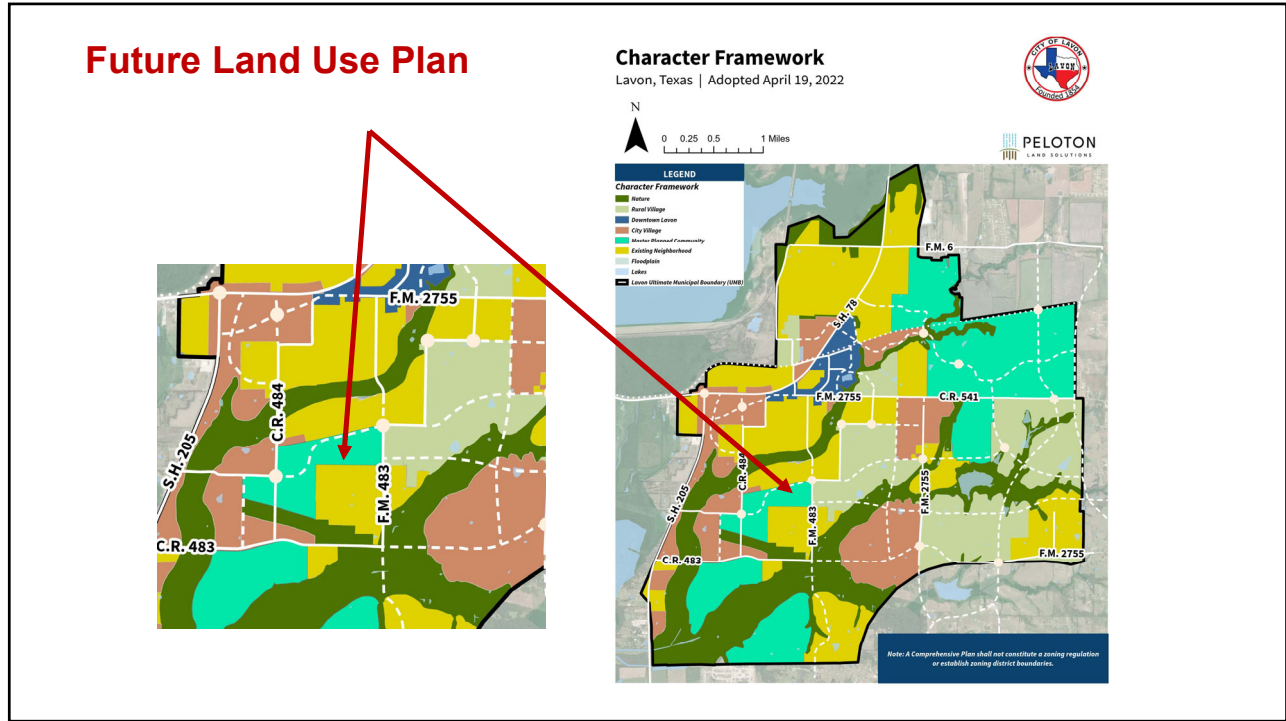 Future Land Use Plan
Character Framework
Lavon, Texas | Adopted April 19, 2022
CITY OF LAVON
LAVON
Founded 1854
N
0 0.25 0.5 1 Miles
PELOTON
LAND SOLUTIONS
LEGEND
Character Framework
Nature
Rural Village
Downtown Lavon
City Village
Master Planned Community
Existing Neighborhood
Floodplain
Lakes
Lavon Ultimate Municipal Boundary (UMB)
F.M. 6
S.H. 78
F.M. 2755
C.R. 541
C.R. 484
S.H. 205
F.M. 483
F.M. 2755
C.R. 483
F.M. 2755
F.M. 2755
C.R. 484
S.H. 205
F.M. 483
C.R. 483
Note: A Comprehensive Plan shall not constitute a zoning regulation
or establish zoning district boundaries.